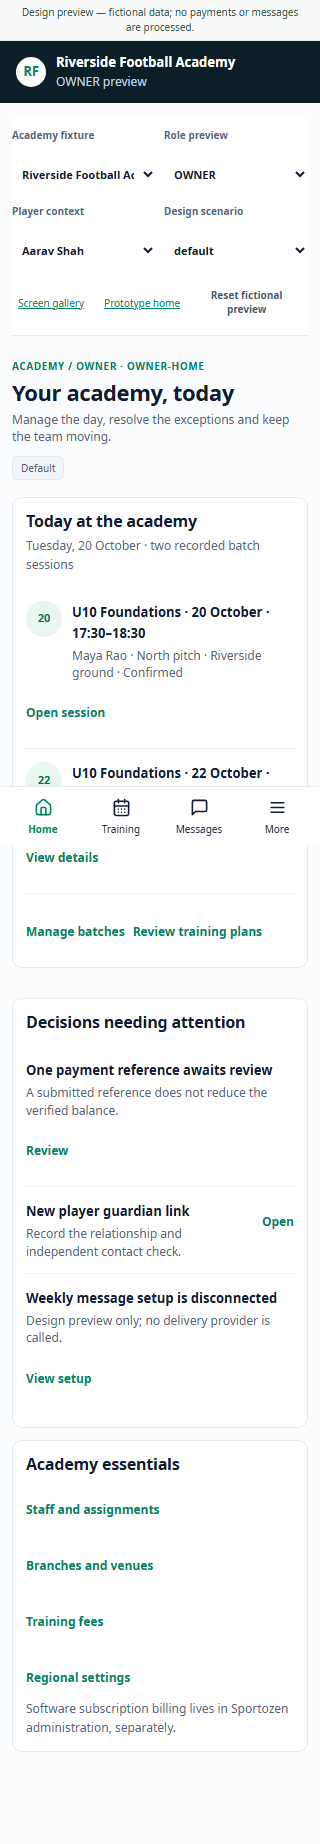 Design preview — fictional data; no payments or messages
are processed.
RF
Riverside Football Academy
OWNER preview
Academy fixture
Role preview
Riverside Football Ac
OWNER
Player context
Design scenario
Aarav Shah
default
Screen gallery
Prototype home
Reset fictional
preview
ACADEMY / OWNER · OWNER-HOME
Your academy, today
Manage the day, resolve the exceptions and keep
the team moving.
Default
Today at the academy
Tuesday, 20 October · two recorded batch
sessions
20
U10 Foundations · 20 October ·
17:30–18:30
Maya Rao · North pitch · Riverside
ground · Confirmed
Open session
22
U10 Foundations · 22 October ·
Home
Training
Messages
More
View details
Manage batches
Review training plans
Decisions needing attention
One payment reference awaits review
A submitted reference does not reduce the
verified balance.
Review
New player guardian link
Record the relationship and
independent contact check.
Open
Weekly message setup is disconnected
Design preview only; no delivery provider is
called.
View setup
Academy essentials
Staff and assignments
Branches and venues
Training fees
Regional settings
Software subscription billing lives in Sportozen
administration, separately.